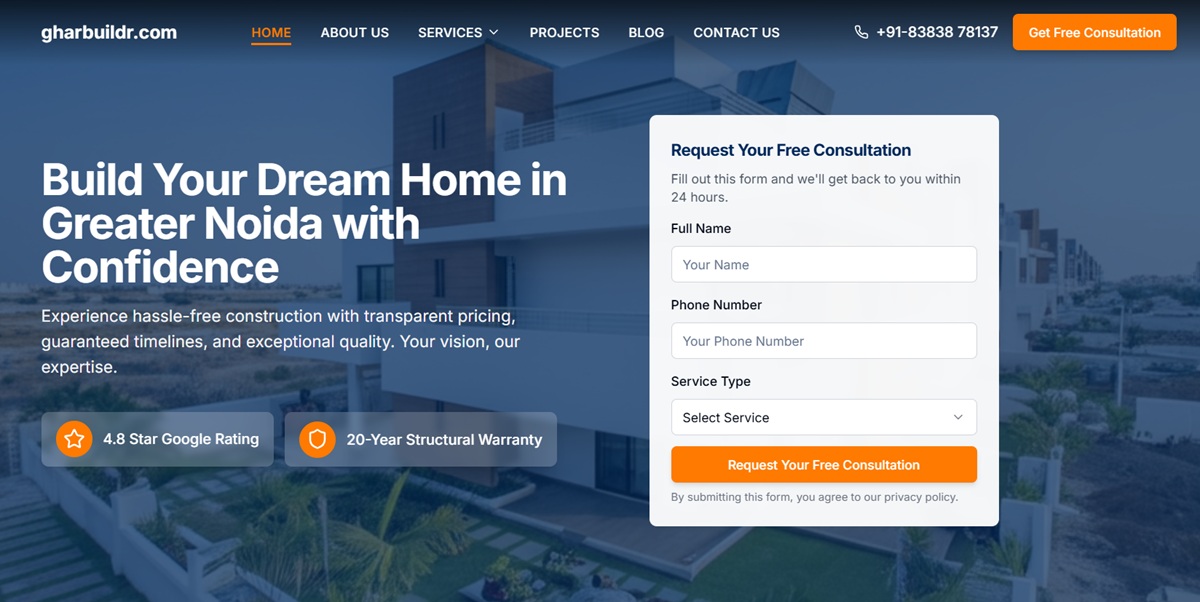 gharbuildr.com
HOME
ABOUT US
SERVICES
PROJECTS
BLOG
CONTACT US
+91-83838 78137
Get Free Consultation
Build Your Dream Home in
Greater Noida with
Confidence
Experience hassle-free construction with transparent pricing,
guaranteed timelines, and exceptional quality. Your vision, our
expertise.
4.8 Star Google Rating
20-Year Structural Warranty
Request Your Free Consultation
Fill out this form and we'll get back to you within
24 hours.
Full Name
Your Name
Phone Number
Your Phone Number
Service Type
Select Service
Request Your Free Consultation
By submitting this form, you agree to our privacy policy.